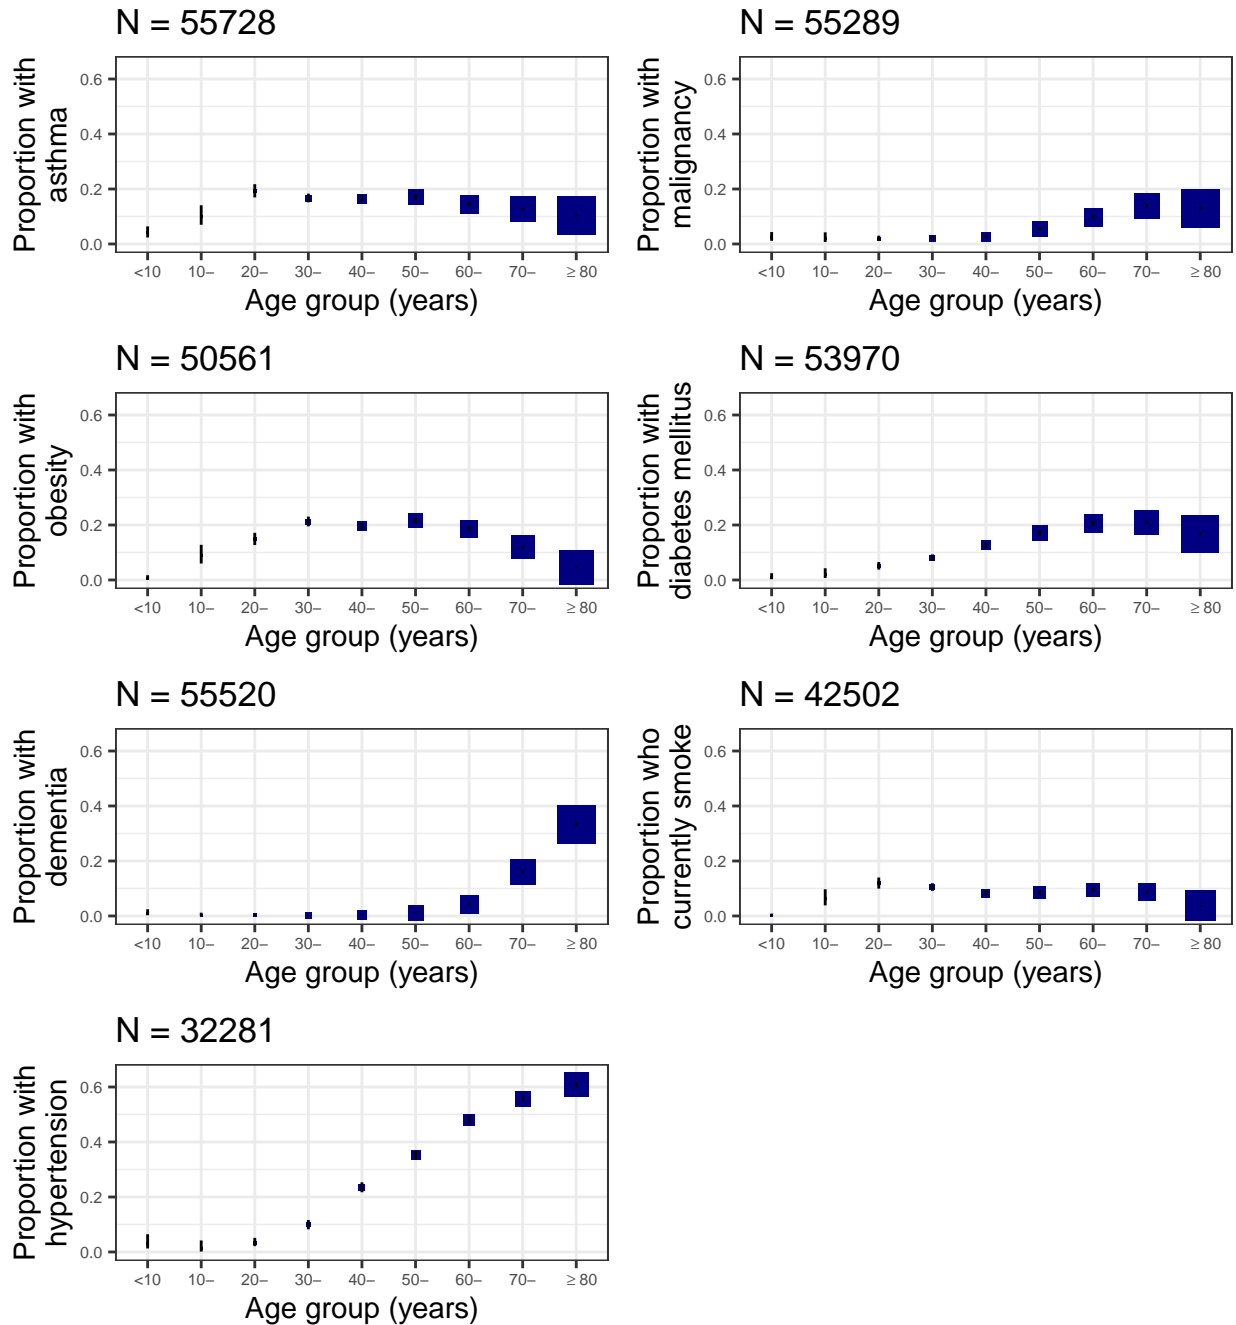 N = 55728
Proportion with
asthma
0.6
0.4
0.2
0.0
<10 10– 20– 30– 40– 50– 60– 70– ≥ 80
Age group (years)
N = 55289
Proportion with
malignancy
0.6
0.4
0.2
0.0
<10 10– 20– 30– 40– 50– 60– 70– ≥ 80
Age group (years)
N = 50561
Proportion with
obesity
0.6
0.4
0.2
0.0
<10 10– 20– 30– 40– 50– 60– 70– ≥ 80
Age group (years)
N = 53970
Proportion with
diabetes mellitus
0.6
0.4
0.2
0.0
<10 10– 20– 30– 40– 50– 60– 70– ≥ 80
Age group (years)
N = 55520
Proportion with
dementia
0.6
0.4
0.2
0.0
<10 10– 20– 30– 40– 50– 60– 70– ≥ 80
Age group (years)
N = 42502
Proportion who
currently smoke
0.6
0.4
0.2
0.0
<10 10– 20– 30– 40– 50– 60– 70– ≥ 80
Age group (years)
N = 32281
Proportion with
hypertension
0.6
0.4
0.2
0.0
<10 10– 20– 30– 40– 50– 60– 70– ≥ 80
Age group (years)